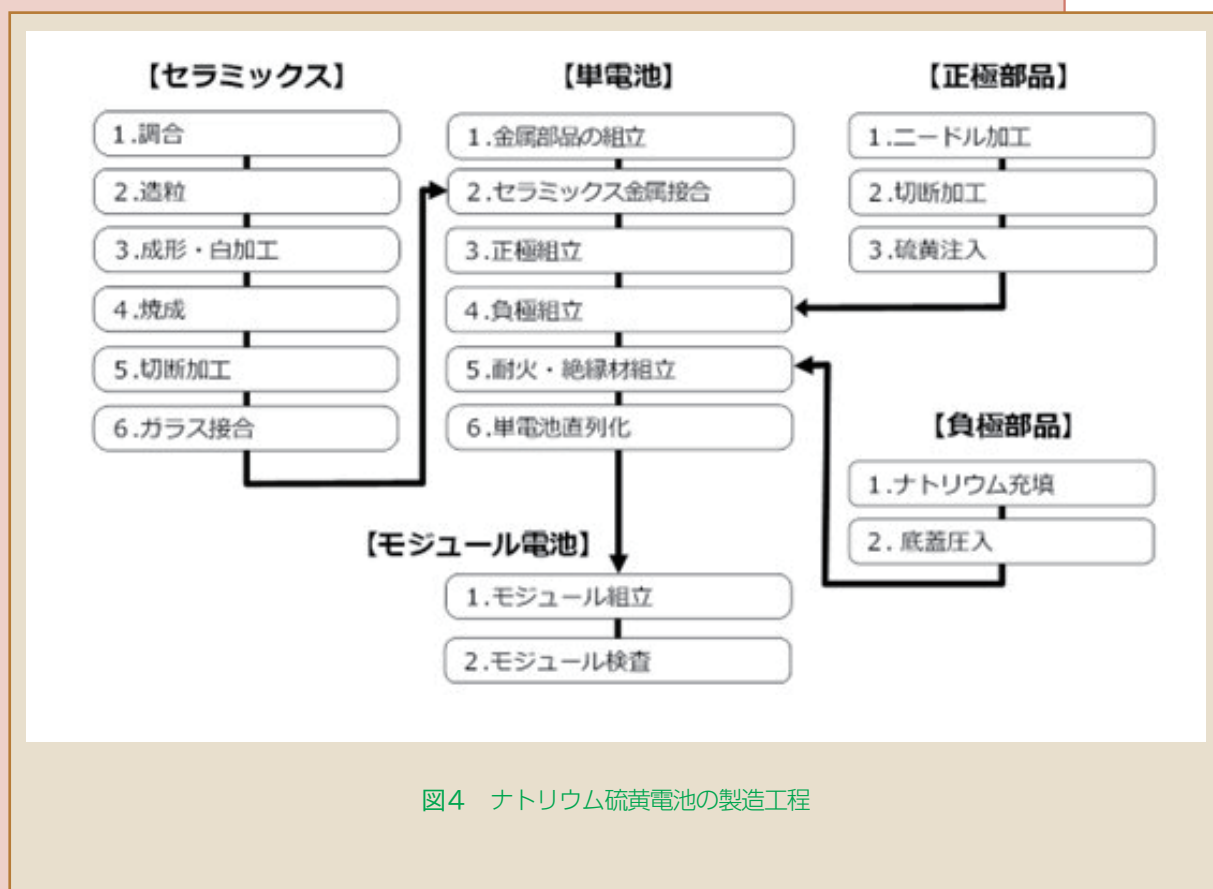 【セラミックス】
1.調合
2.造粒
3.成形・白加工
4.焼成
5.切断加工
6.ガラス接合
【単電池】
1.金属部品の組立
2.セラミックス金属接合
3.正極組立
4.負極組立
5.耐火・絶縁材組立
6.単電池直列化
【正極部品】
1.ニードル加工
2.切断加工
3.硫黄注入
【負極部品】
1.ナトリウム充填
2.底蓋圧入
【モジュール電池】
1.モジュール組立
2.モジュール検査
図4 ナトリウム硫黄電池の製造工程